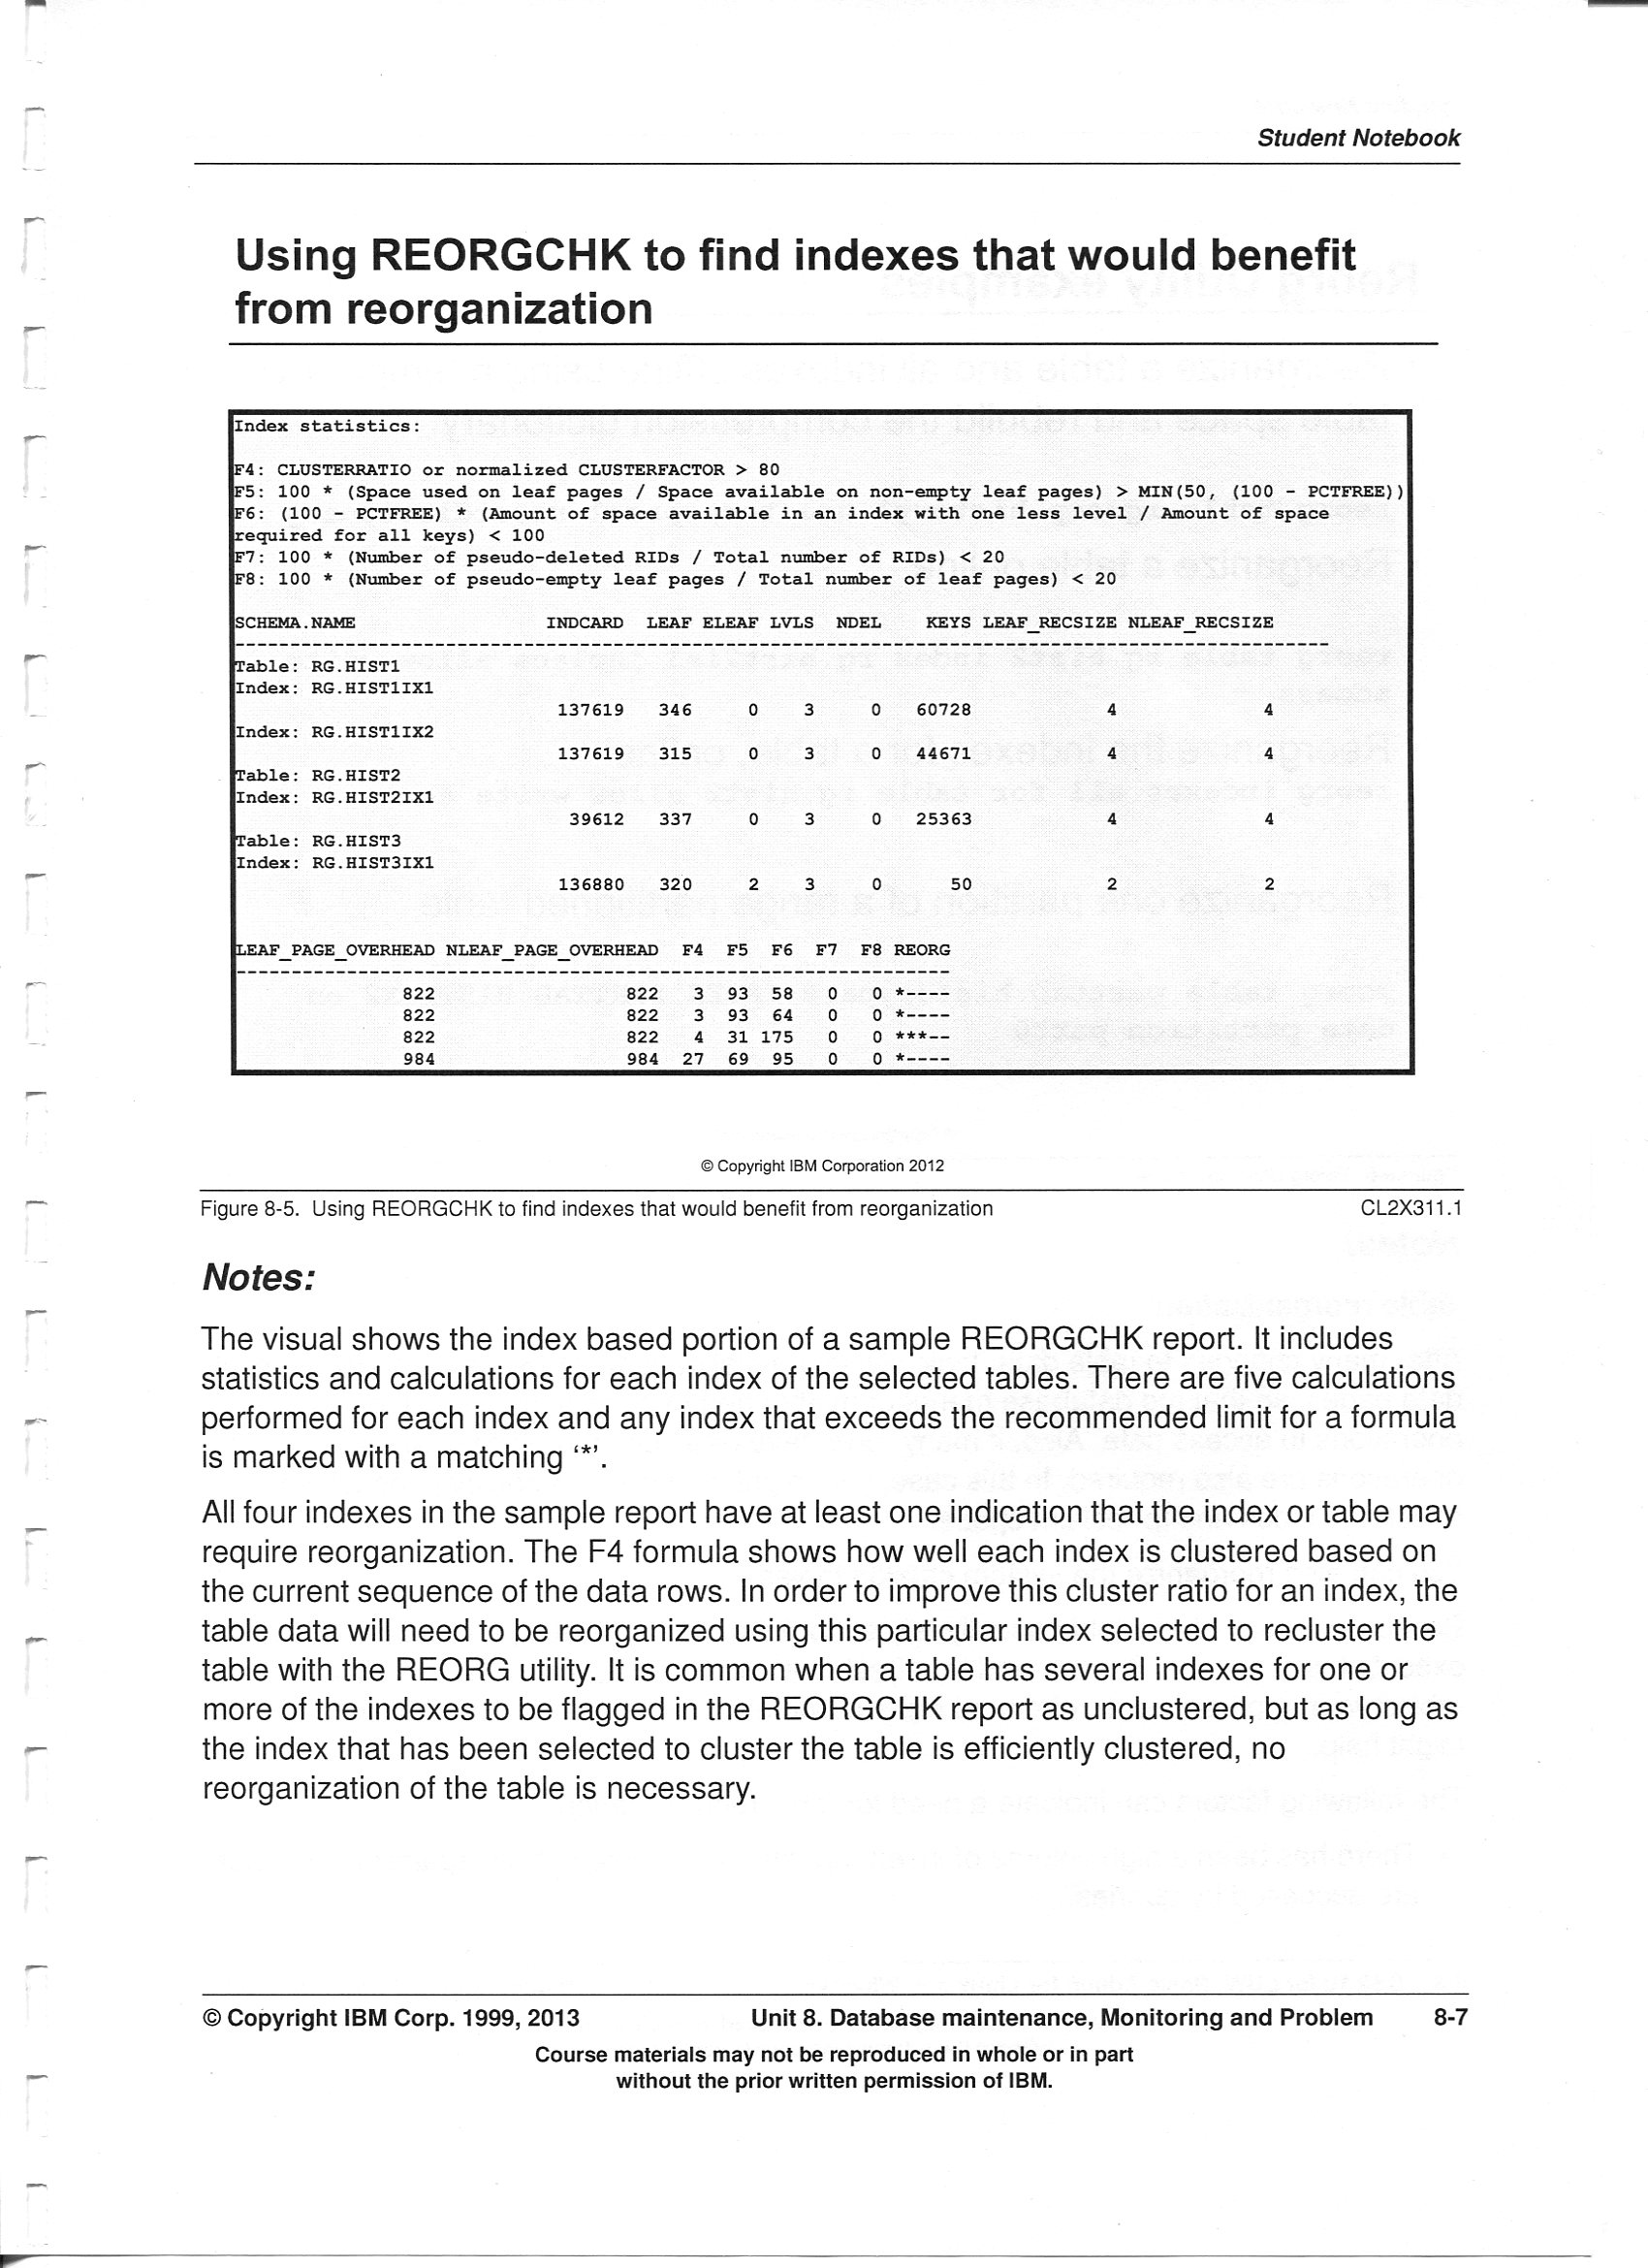 Student Notebook
Using REORGCHK to find indexes that would benefit
from reorganization
Index statistics:
F4: CLUSTERRATIO or normalized CLUSTERFACTOR > 80
F5: 100 * (Space used on leaf pages / Space available on non-empty leaf pages) > MIN(50, (100 - PCTFREE))
F6: (100 - PCTFREE) * (Amount of space available in an index with one less level / Amount of space
required for all keys) < 100
F7: 100 * (Number of pseudo-deleted RIDs / Total number of RIDs) < 20
F8: 100 * (Number of pseudo-empty leaf pages / Total number of leaf pages) < 20
SCHEMA.NAME INDCARD LEAF ELEAF LVLS NDEL KEYS LEAF_RECSIZE NLEAF_RECSIZE
----------------------------------------------------------------------------------------------------
Table: RG.HIST1
Index: RG.HIST1IX1
137619 346 0 3 0 60728 4 4
Index: RG.HIST1IX2
137619 315 0 3 0 44671 4 4
Table: RG.HIST2
Index: RG.HIST2IX1
39612 337 0 3 0 25363 4 4
Table: RG.HIST3
Index: RG.HIST3IX1
136880 320 2 3 0 50 2 2
LEAF_PAGE_OVERHEAD NLEAF_PAGE_OVERHEAD F4 F5 F6 F7 F8 REORG
-----------------------------------------------------------------
822 822 3 93 58 0 0 *----
822 822 3 93 64 0 0 *----
822 822 4 31 175 0 0 ***--
984 984 27 69 95 0 0 *----
© Copyright IBM Corporation 2012
Figure 8-5. Using REORGCHK to find indexes that would benefit from reorganization CL2X311.1
Notes:
The visual shows the index based portion of a sample REORGCHK report. It includes
statistics and calculations for each index of the selected tables. There are five calculations
performed for each index and any index that exceeds the recommended limit for a formula
is marked with a matching ‘*’.
All four indexes in the sample report have at least one indication that the index or table may
require reorganization. The F4 formula shows how well each index is clustered based on
the current sequence of the data rows. In order to improve this cluster ratio for an index, the
table data will need to be reorganized using this particular index selected to recluster the
table with the REORG utility. It is common when a table has several indexes for one or
more of the indexes to be flagged in the REORGCHK report as unclustered, but as long as
the index that has been selected to cluster the table is efficiently clustered, no
reorganization of the table is necessary.
© Copyright IBM Corp. 1999, 2013 Unit 8. Database maintenance, Monitoring and Problem 8-7
Course materials may not be reproduced in whole or in part
without the prior written permission of IBM.